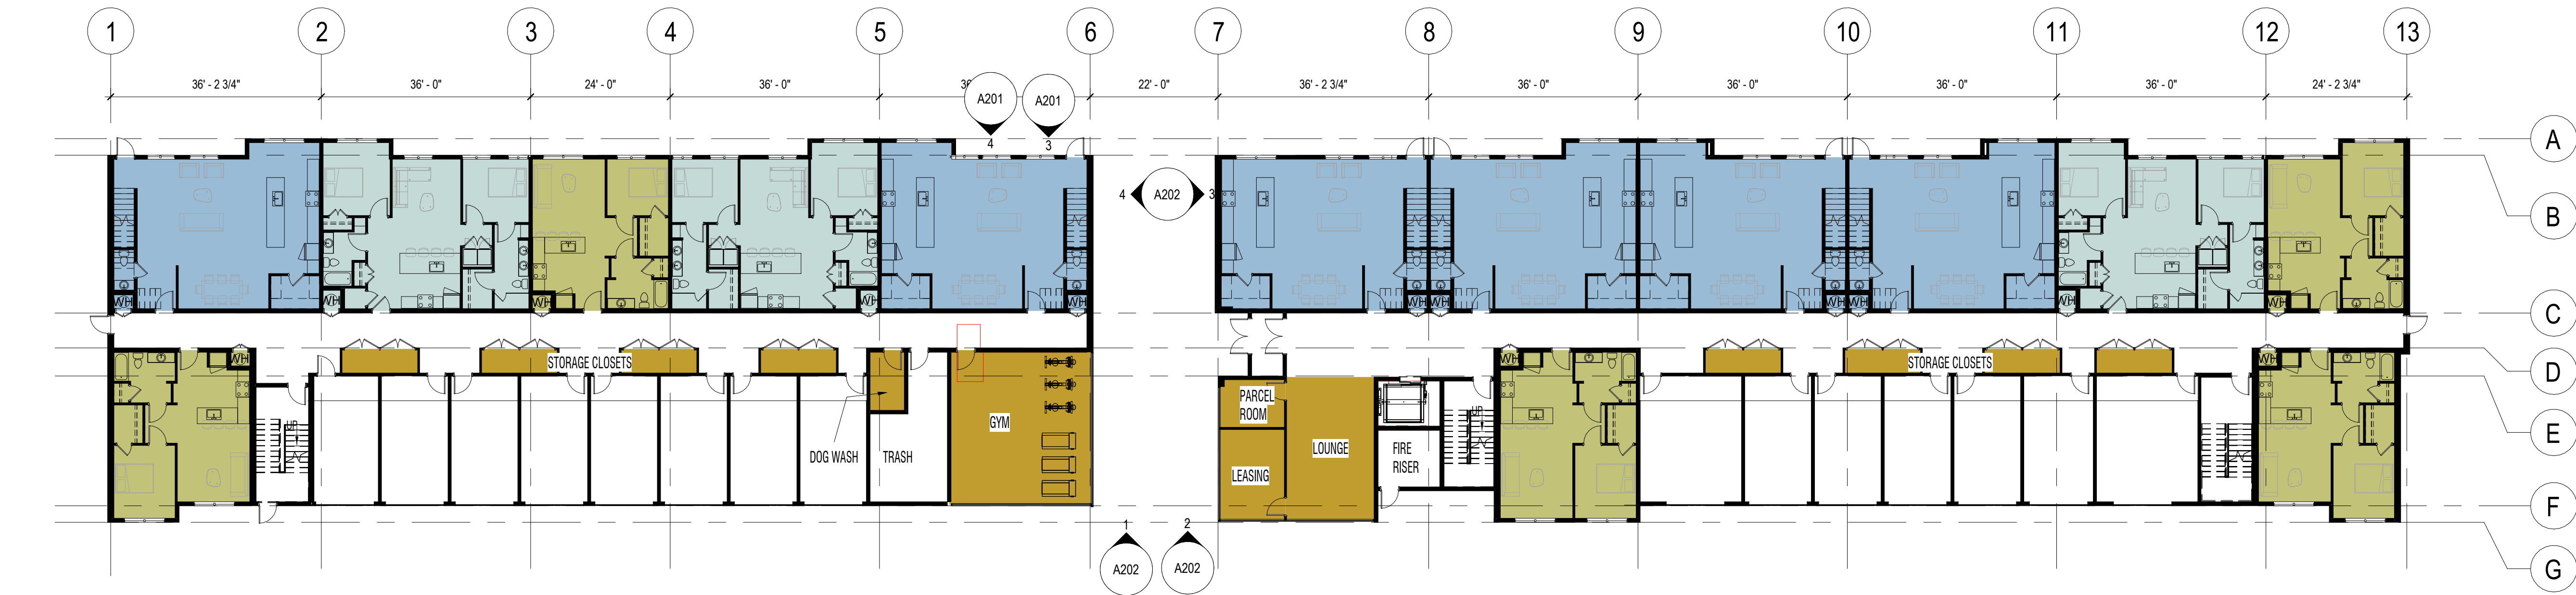 1 2 3 4 5 6 7 8 9 10 11 12 13
36' - 2 3/4" 36' - 0" 24' - 0" 36' - 0" 22' - 0" 36' - 2 3/4" 36' - 0" 36' - 0" 36' - 0" 36' - 0" 24' - 2 3/4"
A201 A201
4 3
A
4 A202 3
B
WH WH WH WH WH WH WH WH WH WH WH
C
WH STORAGE CLOSETS WH STORAGE CLOSETS WH
D
PARCEL
ROOM
UP GYM UP
E
DOG WASH TRASH LEASING LOUNGE FIRE
RISER
F
1 2
A202 A202
G